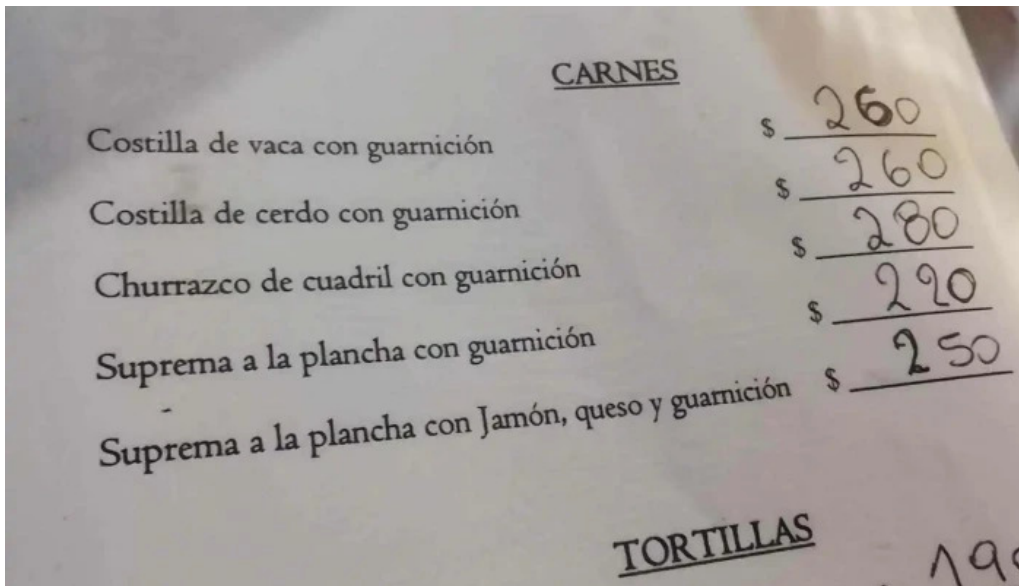 CARNES
Costilla de vaca con guarnición $ 260
Costilla de cerdo con guarnición $ 260
Churrazco de cuadril con guarnición $ 280
Suprema a la plancha con guarnición $ 220
Suprema a la plancha con Jamón, queso y guarnición $ 250
TORTILLAS